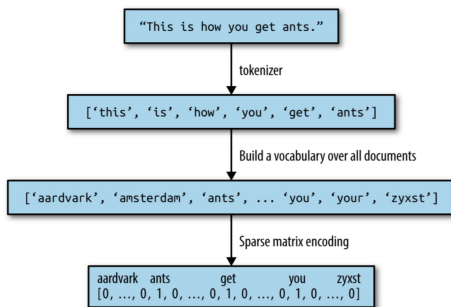 “This is how you get ants.”
tokenizer
[‘this’, ‘is’, ‘how’, ‘you’, ‘get’, ‘ants’]
Build a vocabulary over all documents
[‘aardvark’, ‘amsterdam’, ‘ants’, ... ‘you’, ‘your’, ‘zyxst’]
Sparse matrix encoding
aardvark ants get you zyxst
[0, ..., 0, 1, 0, ..., 0, 1, 0, ..., 0, 1, 0, ..., 0]